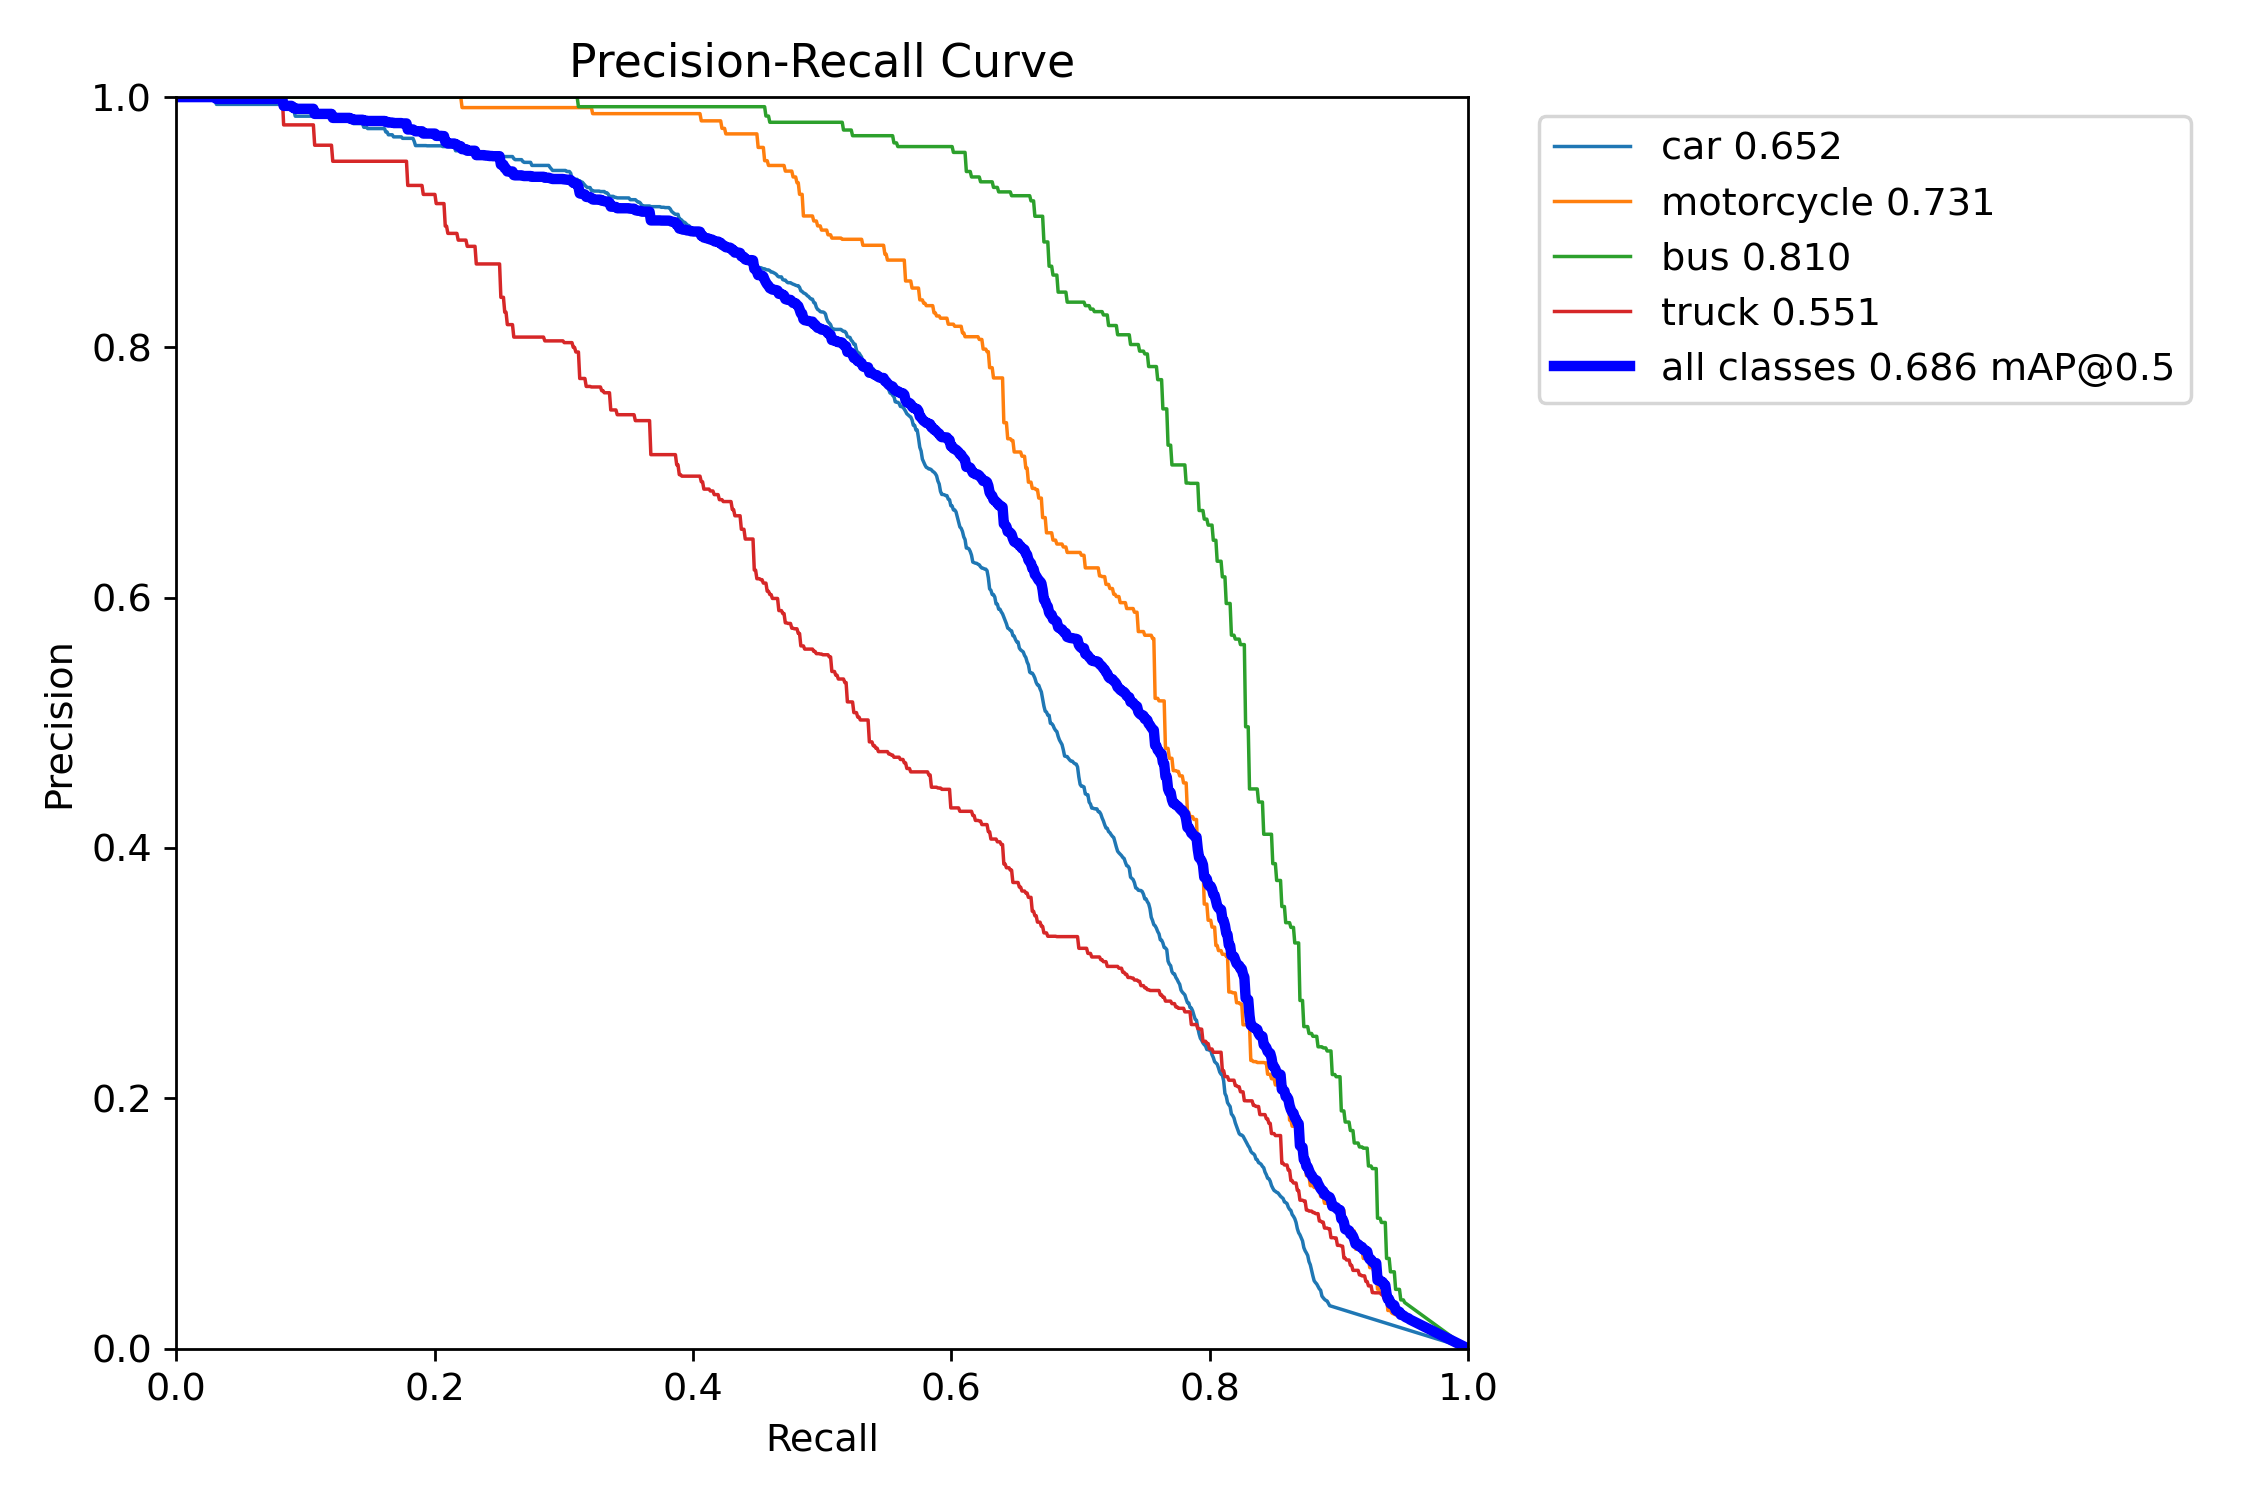 Precision-Recall Curve
1.0
0.8
0.6
0.4
0.2
0.0
Precision
0.0 0.2 0.4 0.6 0.8 1.0
Recall
car 0.652
motorcycle 0.731
bus 0.810
truck 0.551
all classes 0.686 mAP@0.5